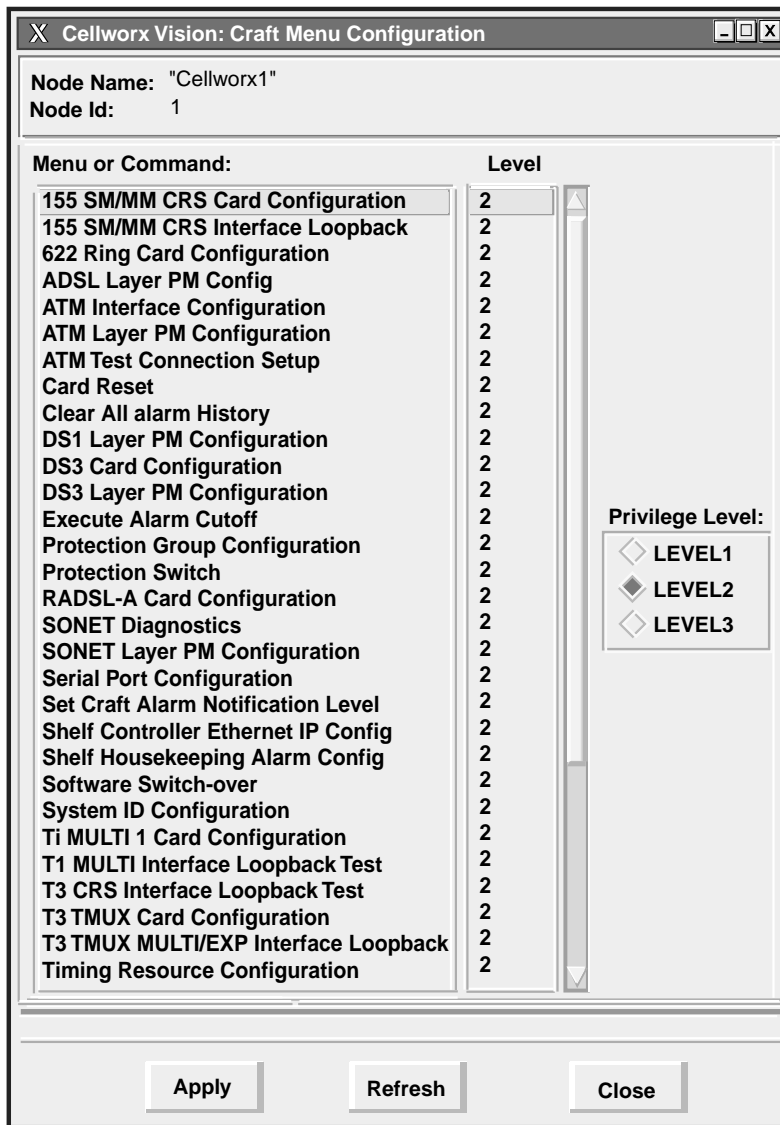 X Cellworx Vision: Craft Menu Configuration
Node Name: "Cellworx1"
Node Id: 1
Menu or Command: Level
155 SM/MM CRS Card Configuration 2
155 SM/MM CRS Interface Loopback 2
622 Ring Card Configuration 2
ADSL Layer PM Config 2
ATM Interface Configuration 2
ATM Layer PM Configuration 2
ATM Test Connection Setup 2
Card Reset 2
Clear All alarm History 2
DS1 Layer PM Configuration 2
DS3 Card Configuration 2
DS3 Layer PM Configuration 2
Execute Alarm Cutoff 2
Protection Group Configuration 2
Protection Switch 2
RADSL-A Card Configuration 2
SONET Diagnostics 2
SONET Layer PM Configuration 2
Serial Port Configuration 2
Set Craft Alarm Notification Level 2
Shelf Controller Ethernet IP Config 2
Shelf Housekeeping Alarm Config 2
Software Switch-over 2
System ID Configuration 2
Ti MULTI 1 Card Configuration 2
T1 MULTI Interface Loopback Test 2
T3 CRS Interface Loopback Test 2
T3 TMUX Card Configuration 2
T3 TMUX MULTI/EXP Interface Loopback 2
Timing Resource Configuration 2
Privilege Level:
LEVEL1
LEVEL2
LEVEL3
Apply Refresh Close